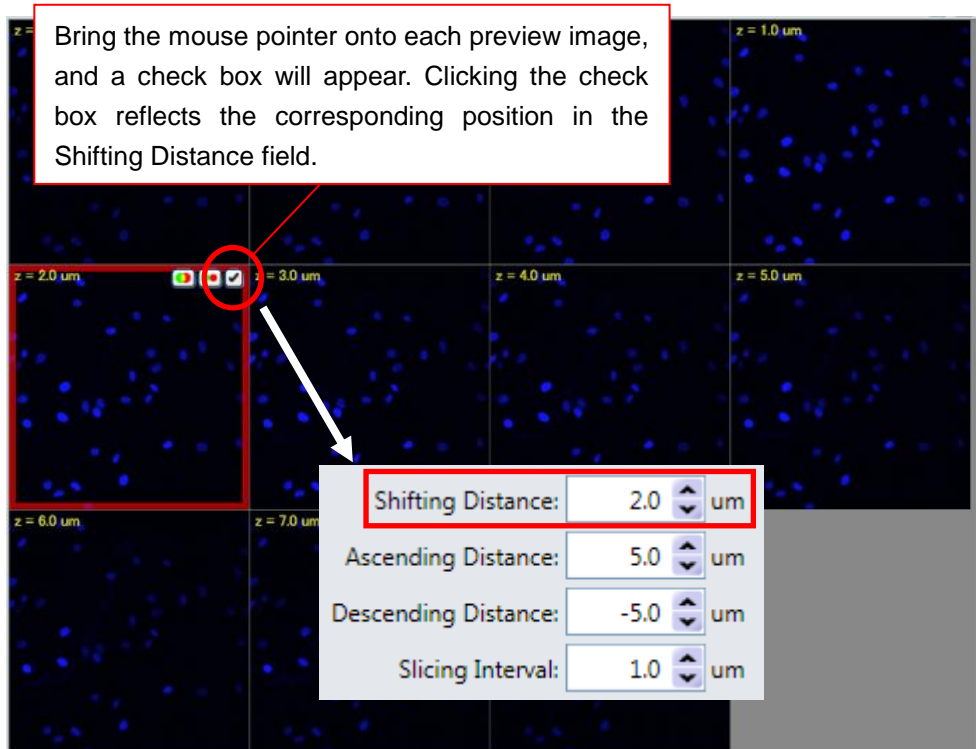 Bring the mouse pointer onto each preview image,
and a check box will appear. Clicking the check
box reflects the corresponding position in the
Shifting Distance field.
z =
z = 1.0 um
z = 2.0 um
= 3.0 um
z = 4.0 um
z = 5.0 um
Shifting Distance: 2.0 um
Ascending Distance: 5.0 um
Descending Distance: -5.0 um
Slicing Interval: 1.0 um
z = 6.0 um
z = 7.0 um